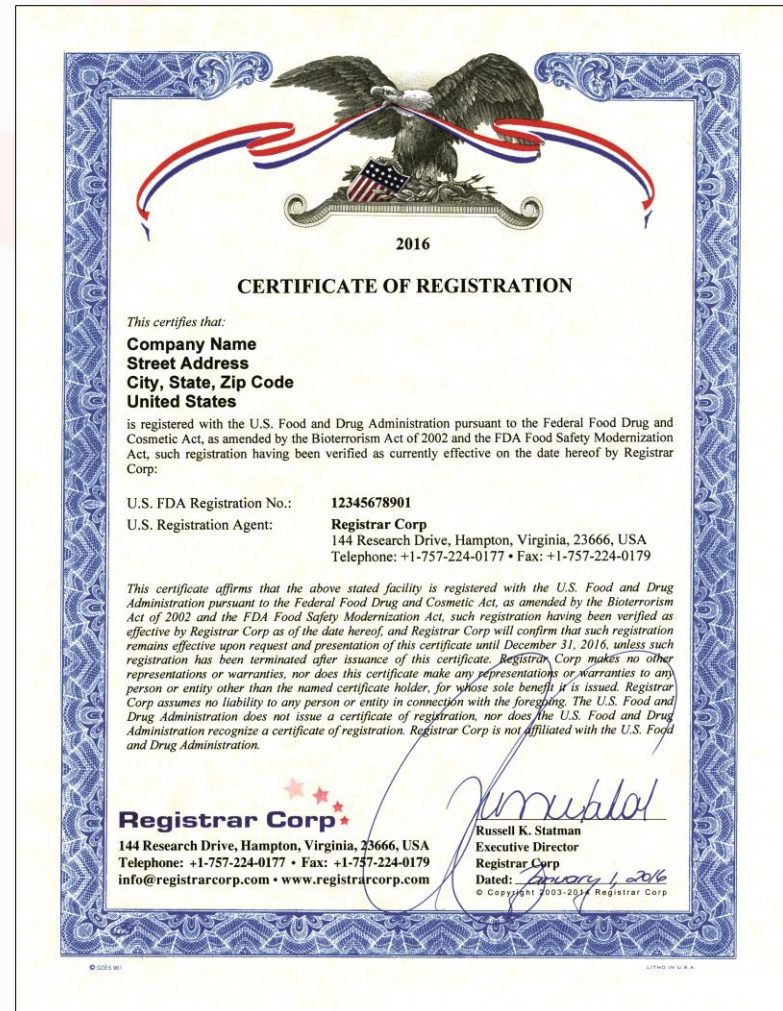 2016
CERTIFICATE OF REGISTRATION
This certifies that:
Company Name
Street Address
City, State, Zip Code
United States
is registered with the U.S. Food and Drug Administration pursuant to the Federal Food Drug and
Cosmetic Act, as amended by the Bioterrorism Act of 2002 and the FDA Food Safety Modernization
Act, such registration having been verified as currently effective on the date hereof by Registrar
Corp:
U.S. FDA Registration No.: 12345678901
U.S. Registration Agent: Registrar Corp
144 Research Drive, Hampton, Virginia, 23666, USA
Telephone: +1-757-224-0177 • Fax: +1-757-224-0179
This certificate affirms that the above stated facility is registered with the U.S. Food and Drug
Administration pursuant to the Federal Food Drug and Cosmetic Act, as amended by the Bioterrorism
Act of 2002 and the FDA Food Safety Modernization Act, such registration having been verified as
effective by Registrar Corp as of the date hereof, and Registrar Corp will confirm that such registration
remains effective upon request and presentation of this certificate until December 31, 2016, unless such
registration has been terminated after issuance of this certificate. Registrar Corp makes no other
representations or warranties, nor does this certificate make any representations or warranties to any
person or entity other than the named certificate holder, for whose sole benefit it is issued. Registrar
Corp assumes no liability to any person or entity in connection with the foregoing. The U.S. Food and
Drug Administration does not issue a certificate of registration, nor does the U.S. Food and Drug
Administration recognize a certificate of registration. Registrar Corp is not affiliated with the U.S. Food
and Drug Administration.
Registrar Corp
144 Research Drive, Hampton, Virginia, 23666, USA
Telephone: +1-757-224-0177 • Fax: +1-757-224-0179
info@registrarcorp.com • www.registrarcorp.com
Russell K. Statman
Executive Director
Registrar Corp
Dated: January 1, 2016
© Copyright 2003-2014 Registrar Corp
© GOES 961
LITHO IN U.S.A.